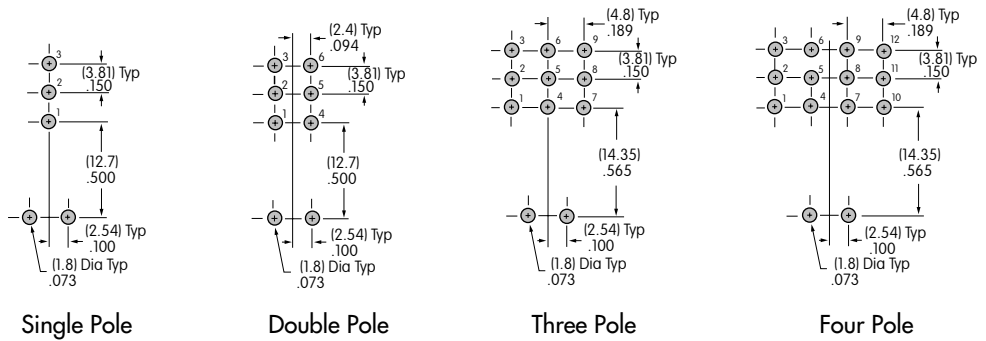 3
(3.81) Typ
.150
2
1
(12.7)
.500
(2.54) Typ
.100
(1.8) Dia Typ
.073
Single Pole
(2.4) Typ
.094
3 6
(3.81) Typ
.150
2 5
1 4
(12.7)
.500
(2.54) Typ
.100
(1.8) Dia Typ
.073
Double Pole
(4.8) Typ
.189
3 6 9
(3.81) Typ
.150
2 5 8
1 4 7
(14.35)
.565
(2.54) Typ
.100
(1.8) Dia Typ
.073
Three Pole
(4.8) Typ
.189
3 6 9 12
(3.81) Typ
.150
2 5 8 11
1 4 7 10
(14.35)
.565
(2.54) Typ
.100
(1.8) Dia Typ
.073
Four Pole